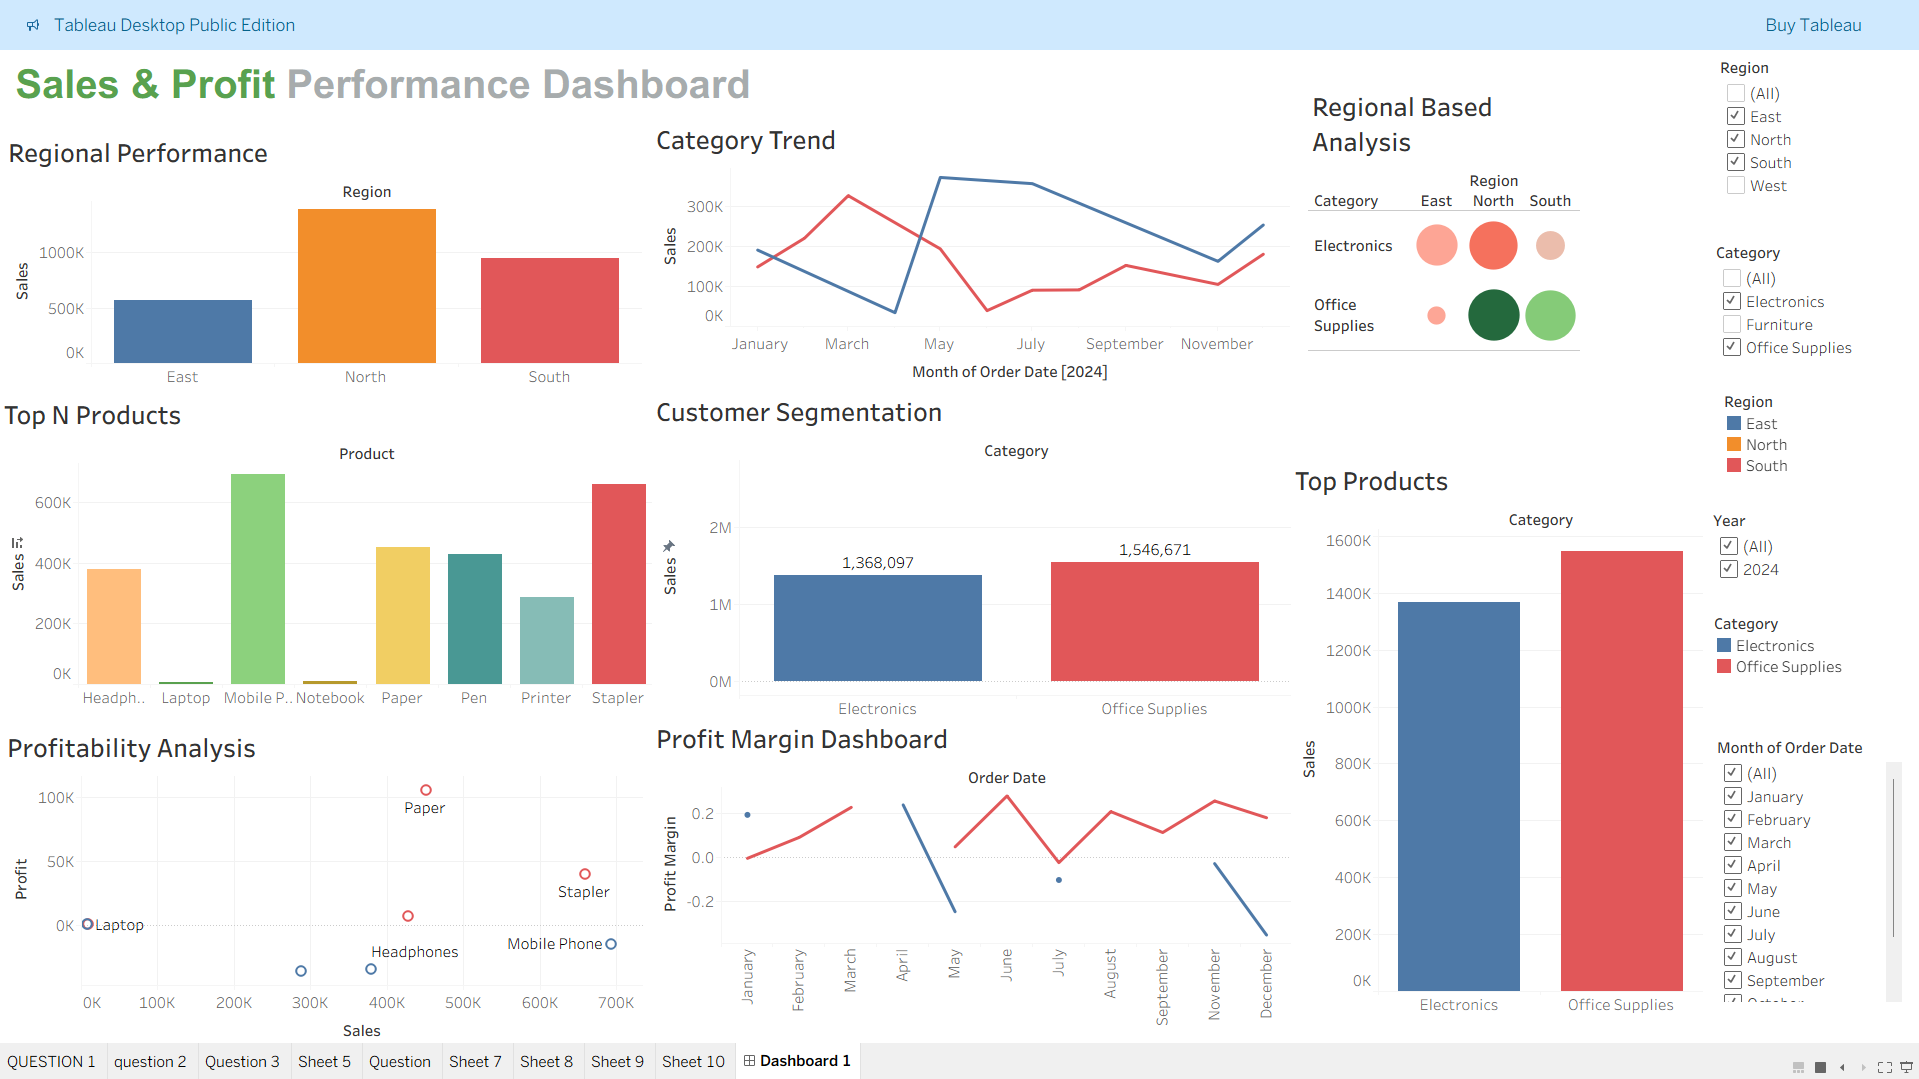 Tableau Desktop Public Edition
Buy Tableau
Sales & Profit Performance Dashboard
Regional Performance
Region
Sales
1000K
500K
0K
East
North
South
Category Trend
Sales
300K
200K
100K
0K
January
March
May
July
September
November
Month of Order Date [2024]
Regional Based
Analysis
Region
Category
East
North
South
Electronics
Office
Supplies
Top N Products
Product
Sales
600K
400K
200K
0K
Headph..
Laptop
Mobile P..
Notebook
Paper
Pen
Printer
Stapler
Customer Segmentation
Category
Sales
2M
1M
0M
1,368,097
1,546,671
Electronics
Office Supplies
Top Products
Category
Sales
1600K
1400K
1200K
1000K
800K
600K
400K
200K
0K
Electronics
Office Supplies
Profitability Analysis
Profit
100K
50K
0K
Paper
Stapler
Laptop
Headphones
Mobile Phone
0K
100K
200K
300K
400K
500K
600K
700K
Sales
Profit Margin Dashboard
Order Date
Profit Margin
0.2
0.0
-0.2
January
February
March
April
May
June
July
August
September
November
December
Region
(All)
East
North
South
West
Category
(All)
Electronics
Furniture
Office Supplies
Region
East
North
South
Year
(All)
2024
Category
Electronics
Office Supplies
Month of Order Date
(All)
January
February
March
April
May
June
July
August
September
QUESTION 1
question 2
Question 3
Sheet 5
Question
Sheet 7
Sheet 8
Sheet 9
Sheet 10
Dashboard 1